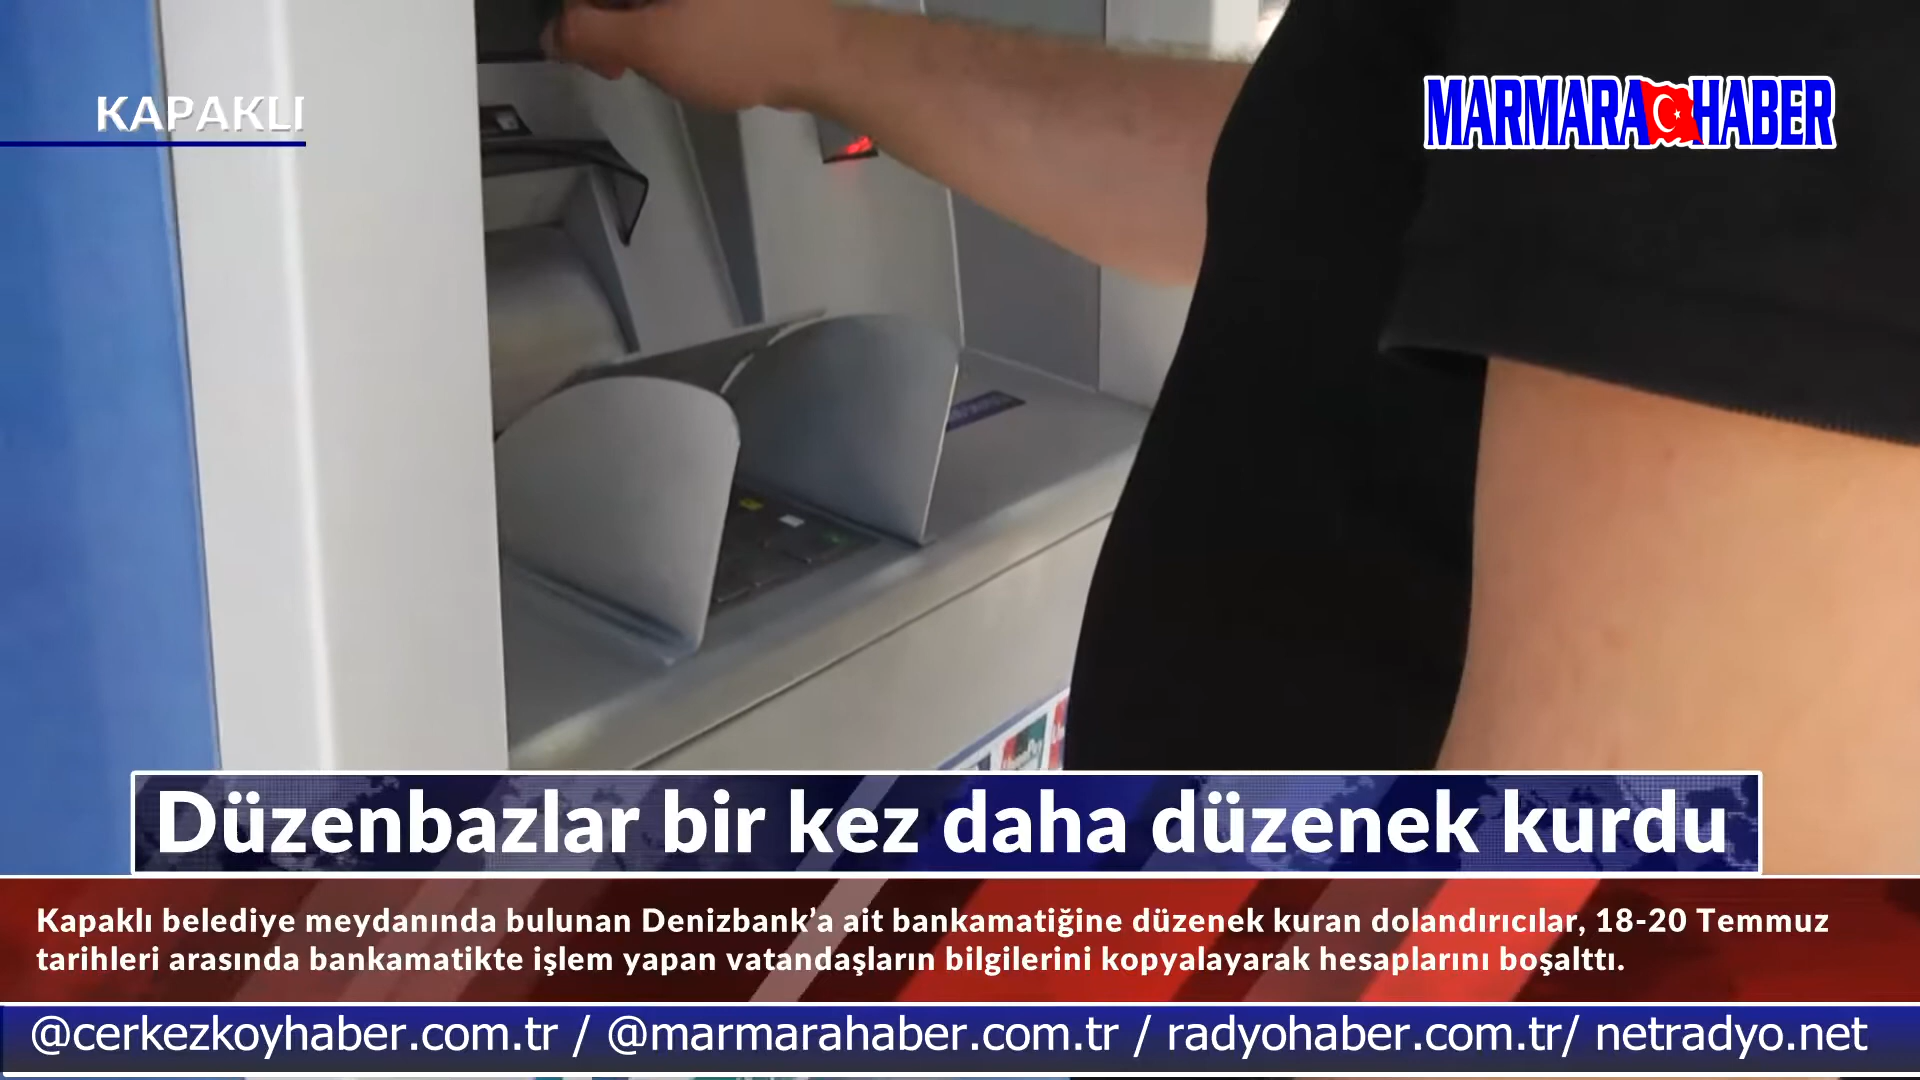 KAPAKLI
MARMARA HABER
Düzenbazlar bir kez daha düzenek kurdu
Kapaklı belediye meydanında bulunan Denizbank’a ait bankamatiğine düzenek kuran dolandırıcılar, 18-20 Temmuz
tarihleri arasında bankamatikte işlem yapan vatandaşların bilgilerini kopyalayarak hesaplarını boşalttı.
@cerkezkoyhaber.com.tr / @marmarahaber.com.tr / radyohaber.com.tr/ netradyo.net